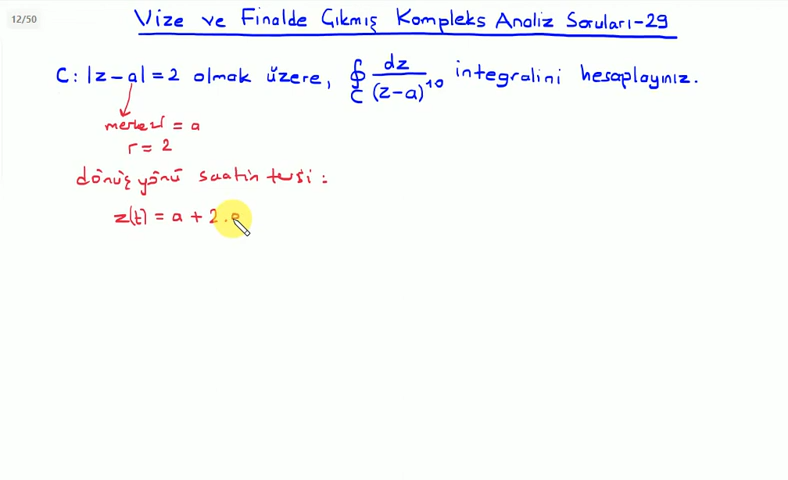 12/50
Vize ve Finalde Çıkmış Kompleks Analiz Soruları-29
C: |z-a|=2 olmak üzere, ∮_C dz/(z-a)^10 integralini hesaplayınız.
merkezi = a
r = 2
dönüş yönü saatin tersi :
z(t) = a + 2.e